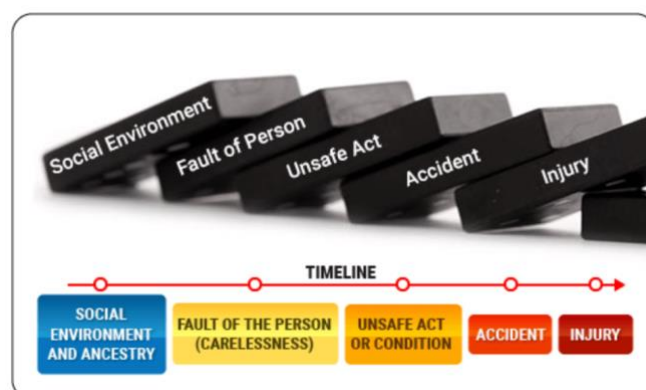 Social Environment
Fault of Person
Unsafe Act
Accident
Injury
TIMELINE
SOCIAL
ENVIRONMENT
AND ANCESTRY
FAULT OF THE PERSON
(CARELESSNESS)
UNSAFE ACT
OR CONDITION
ACCIDENT
INJURY